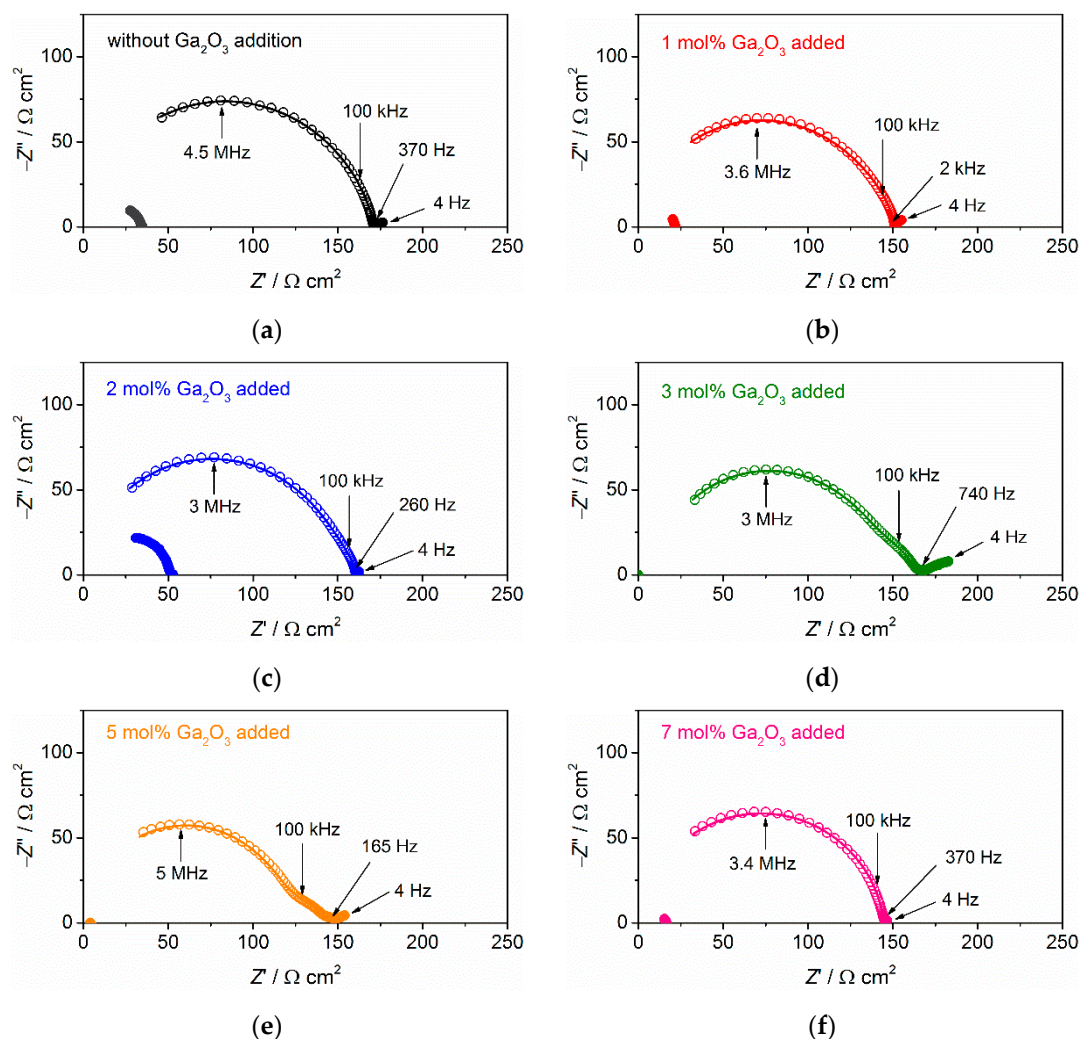 without Ga₂O₃ addition
100
50
0
−Z″ / Ω cm²
100 kHz
370 Hz
4.5 MHz
4 Hz
0 50 100 150 200 250
Z′ / Ω cm²
(a)
1 mol% Ga₂O₃ added
100
50
0
−Z″ / Ω cm²
100 kHz
3.6 MHz
2 kHz
4 Hz
0 50 100 150 200 250
Z′ / Ω cm²
(b)
2 mol% Ga₂O₃ added
100
50
0
−Z″ / Ω cm²
100 kHz
3 MHz
260 Hz
4 Hz
0 50 100 150 200 250
Z′ / Ω cm²
(c)
3 mol% Ga₂O₃ added
100
50
0
−Z″ / Ω cm²
100 kHz
3 MHz
740 Hz
4 Hz
0 50 100 150 200 250
Z′ / Ω cm²
(d)
5 mol% Ga₂O₃ added
100
50
0
−Z″ / Ω cm²
100 kHz
165 Hz
5 MHz
4 Hz
0 50 100 150 200 250
Z′ / Ω cm²
(e)
7 mol% Ga₂O₃ added
100
50
0
−Z″ / Ω cm²
100 kHz
3.4 MHz
370 Hz
4 Hz
0 50 100 150 200 250
Z′ / Ω cm²
(f)